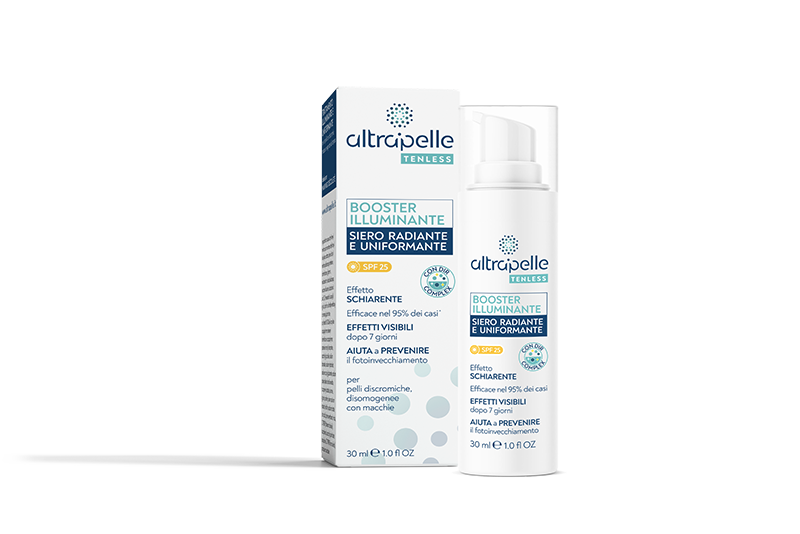 altrapelle
TENLESS
BOOSTER
ILLUMINANTE
SIERO RADIANTE
E UNIFORMANTE
SPF 25
CON DIP
COMPLEX
Effetto
SCHIARENTE
Efficace nel 95% dei casi*
EFFETTI VISIBILI
dopo 7 giorni
AIUTA a PREVENIRE
il fotoinvecchiamento
per
pelli discromiche,
disomogenee
con macchie
30 ml ℮ 1.0 fl OZ
altrapelle
TENLESS
BOOSTER
ILLUMINANTE
SIERO RADIANTE
E UNIFORMANTE
SPF 25
CON DIP
COMPLEX
Effetto
SCHIARENTE
Efficace nel 95% dei casi
EFFETTI VISIBILI
dopo 7 giorni
AIUTA a PREVENIRE
il fotoinvecchiamento
30 ml ℮ 1.0 fl OZ